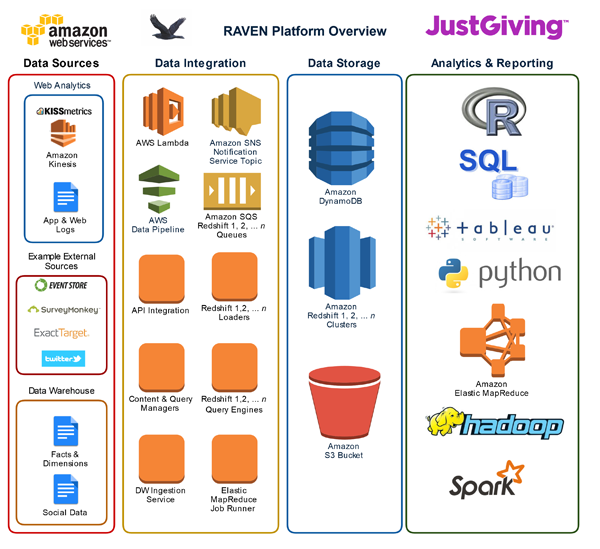 amazon
webservices™
RAVEN Platform Overview
JustGiving™
Data Sources
Data Integration
Data Storage
Analytics & Reporting
Web Analytics
KISSmetrics
Amazon
Kinesis
App & Web
Logs
Example External
Sources
EVENT STORE
SurveyMonkey
ExactTarget
twitter
Data Warehouse
Facts &
Dimensions
Social Data
AWS Lambda
Amazon SNS
Notification
Service Topic
AWS
Data Pipeline
Amazon SQS
Redshift 1, 2, ... n
Queues
API Integration
Redshift 1,2, ... n
Loaders
Content & Query
Managers
Redshift 1,2, ... n
Query Engines
DW Ingestion
Service
Elastic
MapReduce
Job Runner
Amazon
DynamoDB
Amazon
Redshift 1, 2, ... n
Clusters
Amazon
S3 Bucket
R
SQL
tableau
SOFTWARE
python
Amazon
Elastic MapReduce
hadoop
Spark